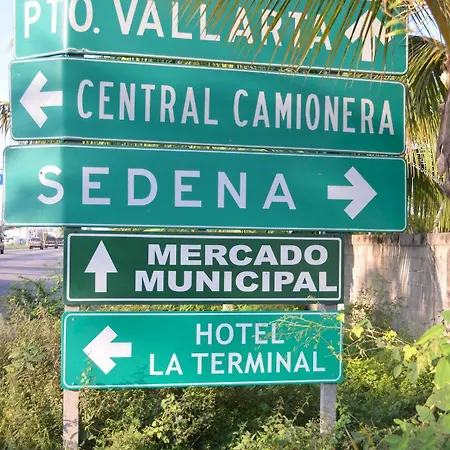 PTO. VALLARTA
CENTRAL CAMIONERA
SEDENA
MERCADO
MUNICIPAL
HOTEL
LA TERMINAL